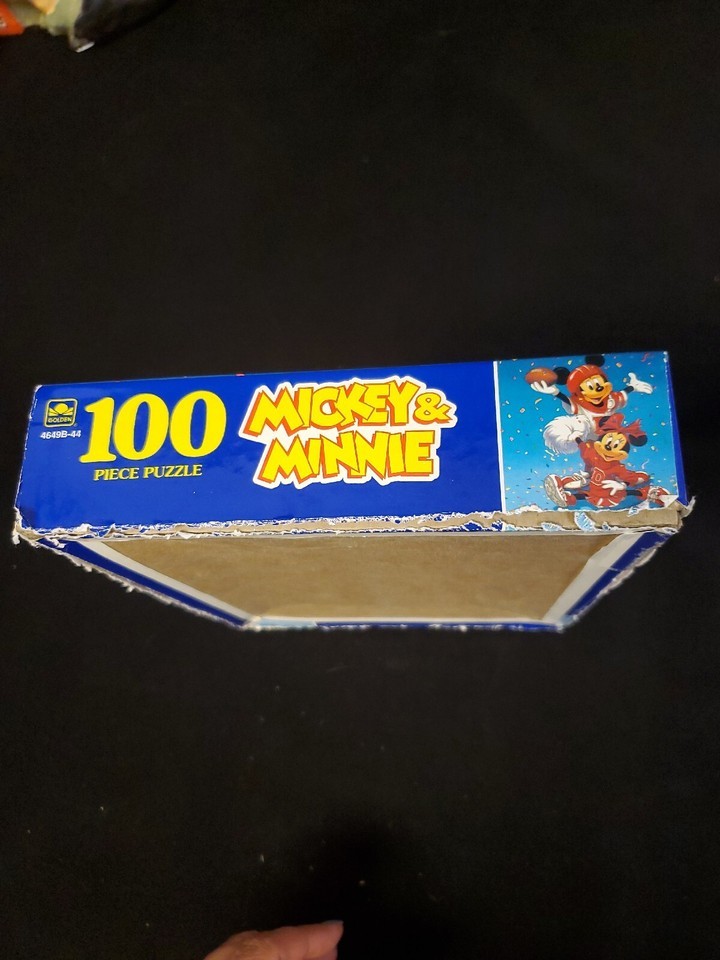 GOLDEN
4649B-44
100
PIECE PUZZLE
MICKEY &
MINNIE